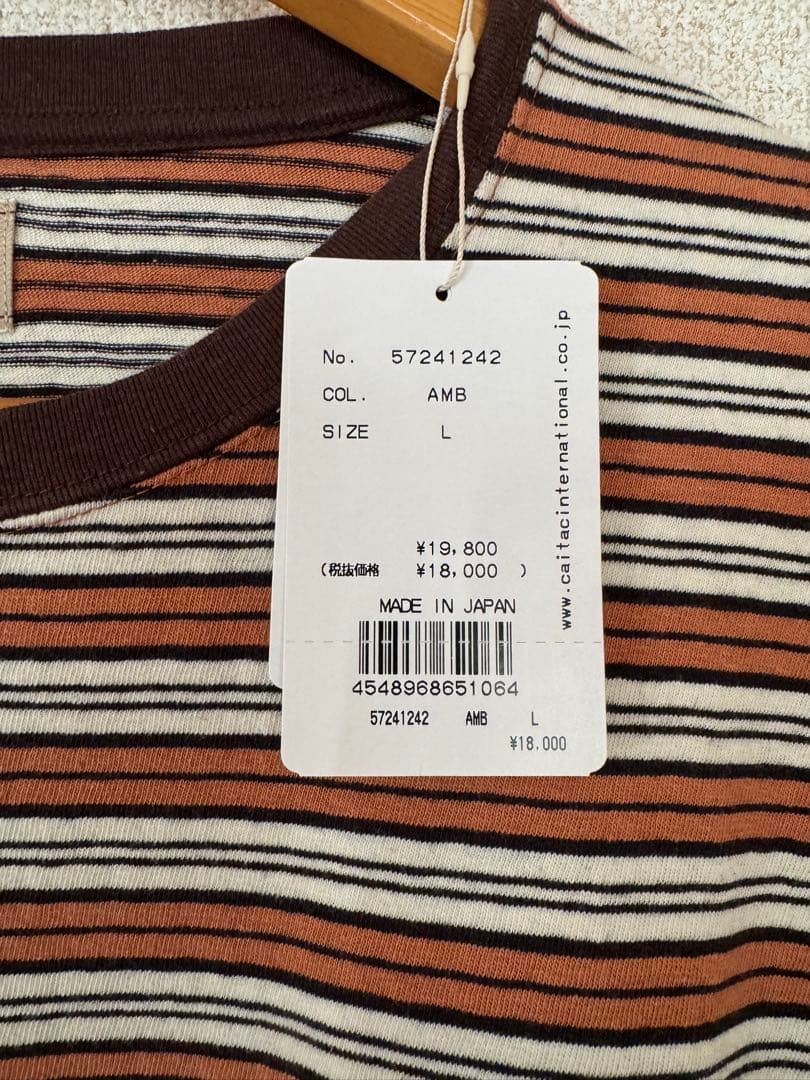 No. 57241242
COL. AMB
SIZE L
¥19,800
(税抜価格 ¥18,000 )
MADE IN JAPAN
4548968651064
57241242 AMB L
¥18,000
www.caitacinternational.co.jp